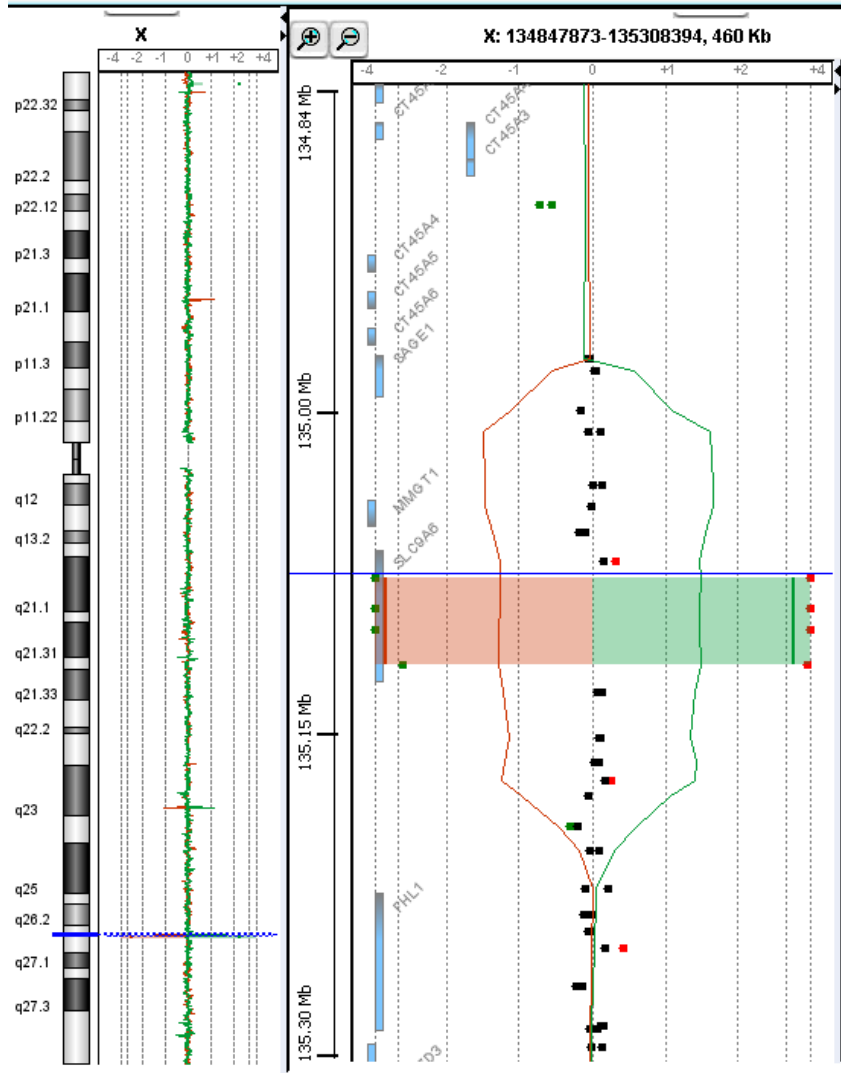 X
X: 134847873-135308394, 460 Kb
-4 -2 -1 0 +1 +2 +4
-4 -1 0 +1 +2 +4
p22.32
p22.2
p22.12
p21.3
p21.1
p11.3
p11.22
q12
q13.2
q21.1
q21.31
q21.33
q22.2
q23
q25
q26.2
q27.1
q27.3
134.84 Mb
135.00 Mb
135.15 Mb
135.30 Mb
CT45A3
CT45A4
CT45A5
CT45A6
SAGE1
MMGT1
SLC9A6
FHL1